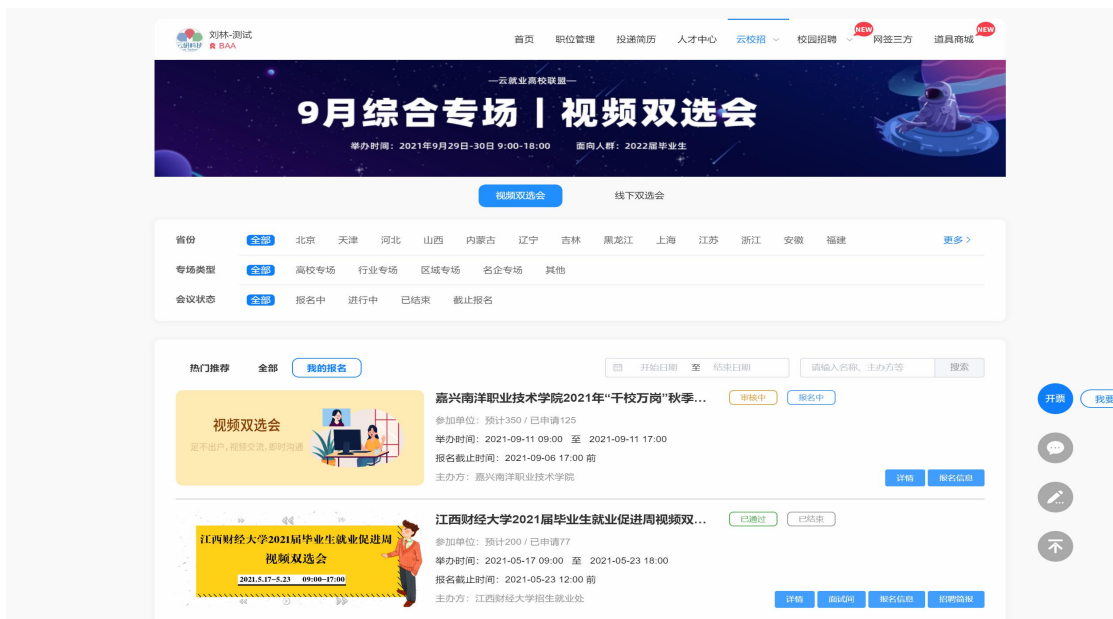 刘林-测试
BAA
首页 职位管理 投递简历 人才中心 云校招 校园招聘 NEW 网签三方 道具商城 NEW
—云就业高校联盟—
9月综合专场 | 视频双选会
举办时间：2021年9月29日-30日 9:00-18:00 面向人群：2022届毕业生
视频双选会 线下双选会
省份 全部 北京 天津 河北 山西 内蒙古 辽宁 吉林 黑龙江 上海 江苏 浙江 安徽 福建 更多
专场类型 全部 高校专场 行业专场 区域专场 名企专场 其他
会议状态 全部 报名中 进行中 已结束 截止报名
热门推荐 全部 我的报名 开始日期 至 结束日期 请输入名称，主办方等 搜索
视频双选会
足不出户,视频交流,即时沟通
嘉兴南洋职业技术学院2021年“千校万岗”秋季... 审核中 报名中
参加单位：预计350 / 已申请125
举办时间：2021-09-11 09:00 至 2021-09-11 17:00
报名截止时间：2021-09-06 17:00 前
主办方：嘉兴南洋职业技术学院
详情 报名信息
开票 我要
江西财经大学2021届毕业生就业促进周
视频双选会
2021.5.17-5.23 09:00-17:00
江西财经大学2021届毕业生就业促进周视频双... 已通过 已结束
参加单位：预计200 / 已申请77
举办时间：2021-05-17 09:00 至 2021-05-23 18:00
报名截止时间：2021-05-23 12:00 前
主办方：江西财经大学招生就业处
详情 面试间 报名信息 招聘简报